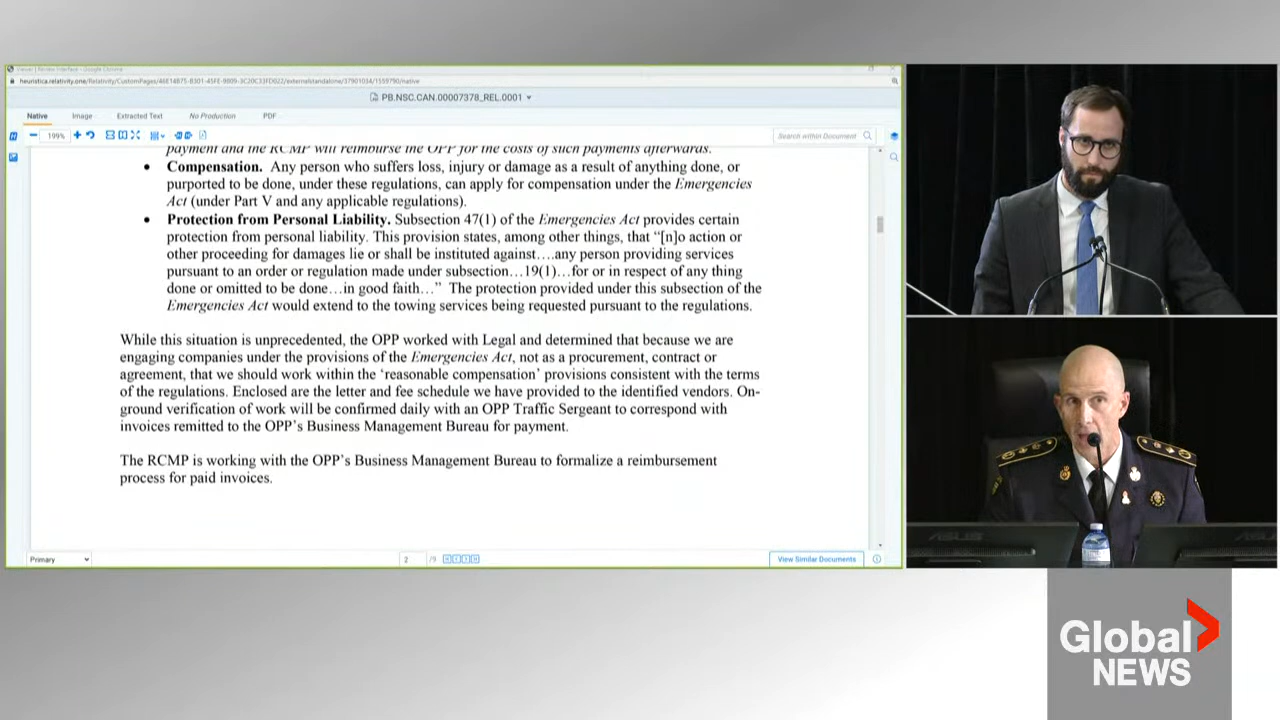 Viewer | Review Interface - Google Chrome
PB.NSC.CAN.00007378_REL.0001
Native Image Extracted Text No Production PDF
199% Search within Document
payment and the RCMP will reimburse the OPP for the costs of such payments afterwards.
• Compensation. Any person who suffers loss, injury or damage as a result of anything done, or
purported to be done, under these regulations, can apply for compensation under the Emergencies
Act (under Part V and any applicable regulations).
• Protection from Personal Liability. Subsection 47(1) of the Emergencies Act provides certain
protection from personal liability. This provision states, among other things, that “[n]o action or
other proceeding for damages lie or shall be instituted against….any person providing services
pursuant to an order or regulation made under subsection…19(1)…for or in respect of any thing
done or omitted to be done…in good faith…” The protection provided under this subsection of the
Emergencies Act would extend to the towing services being requested pursuant to the regulations.
While this situation is unprecedented, the OPP worked with Legal and determined that because we are
engaging companies under the provisions of the Emergencies Act, not as a procurement, contract or
agreement, that we should work within the ‘reasonable compensation’ provisions consistent with the terms
of the regulations. Enclosed are the letter and fee schedule we have provided to the identified vendors. On-
ground verification of work will be confirmed daily with an OPP Traffic Sergeant to correspond with
invoices remitted to the OPP’s Business Management Bureau for payment.
The RCMP is working with the OPP’s Business Management Bureau to formalize a reimbursement
process for paid invoices.
Primary 2 /9 View Similar Documents
ASUS
Global
NEWS